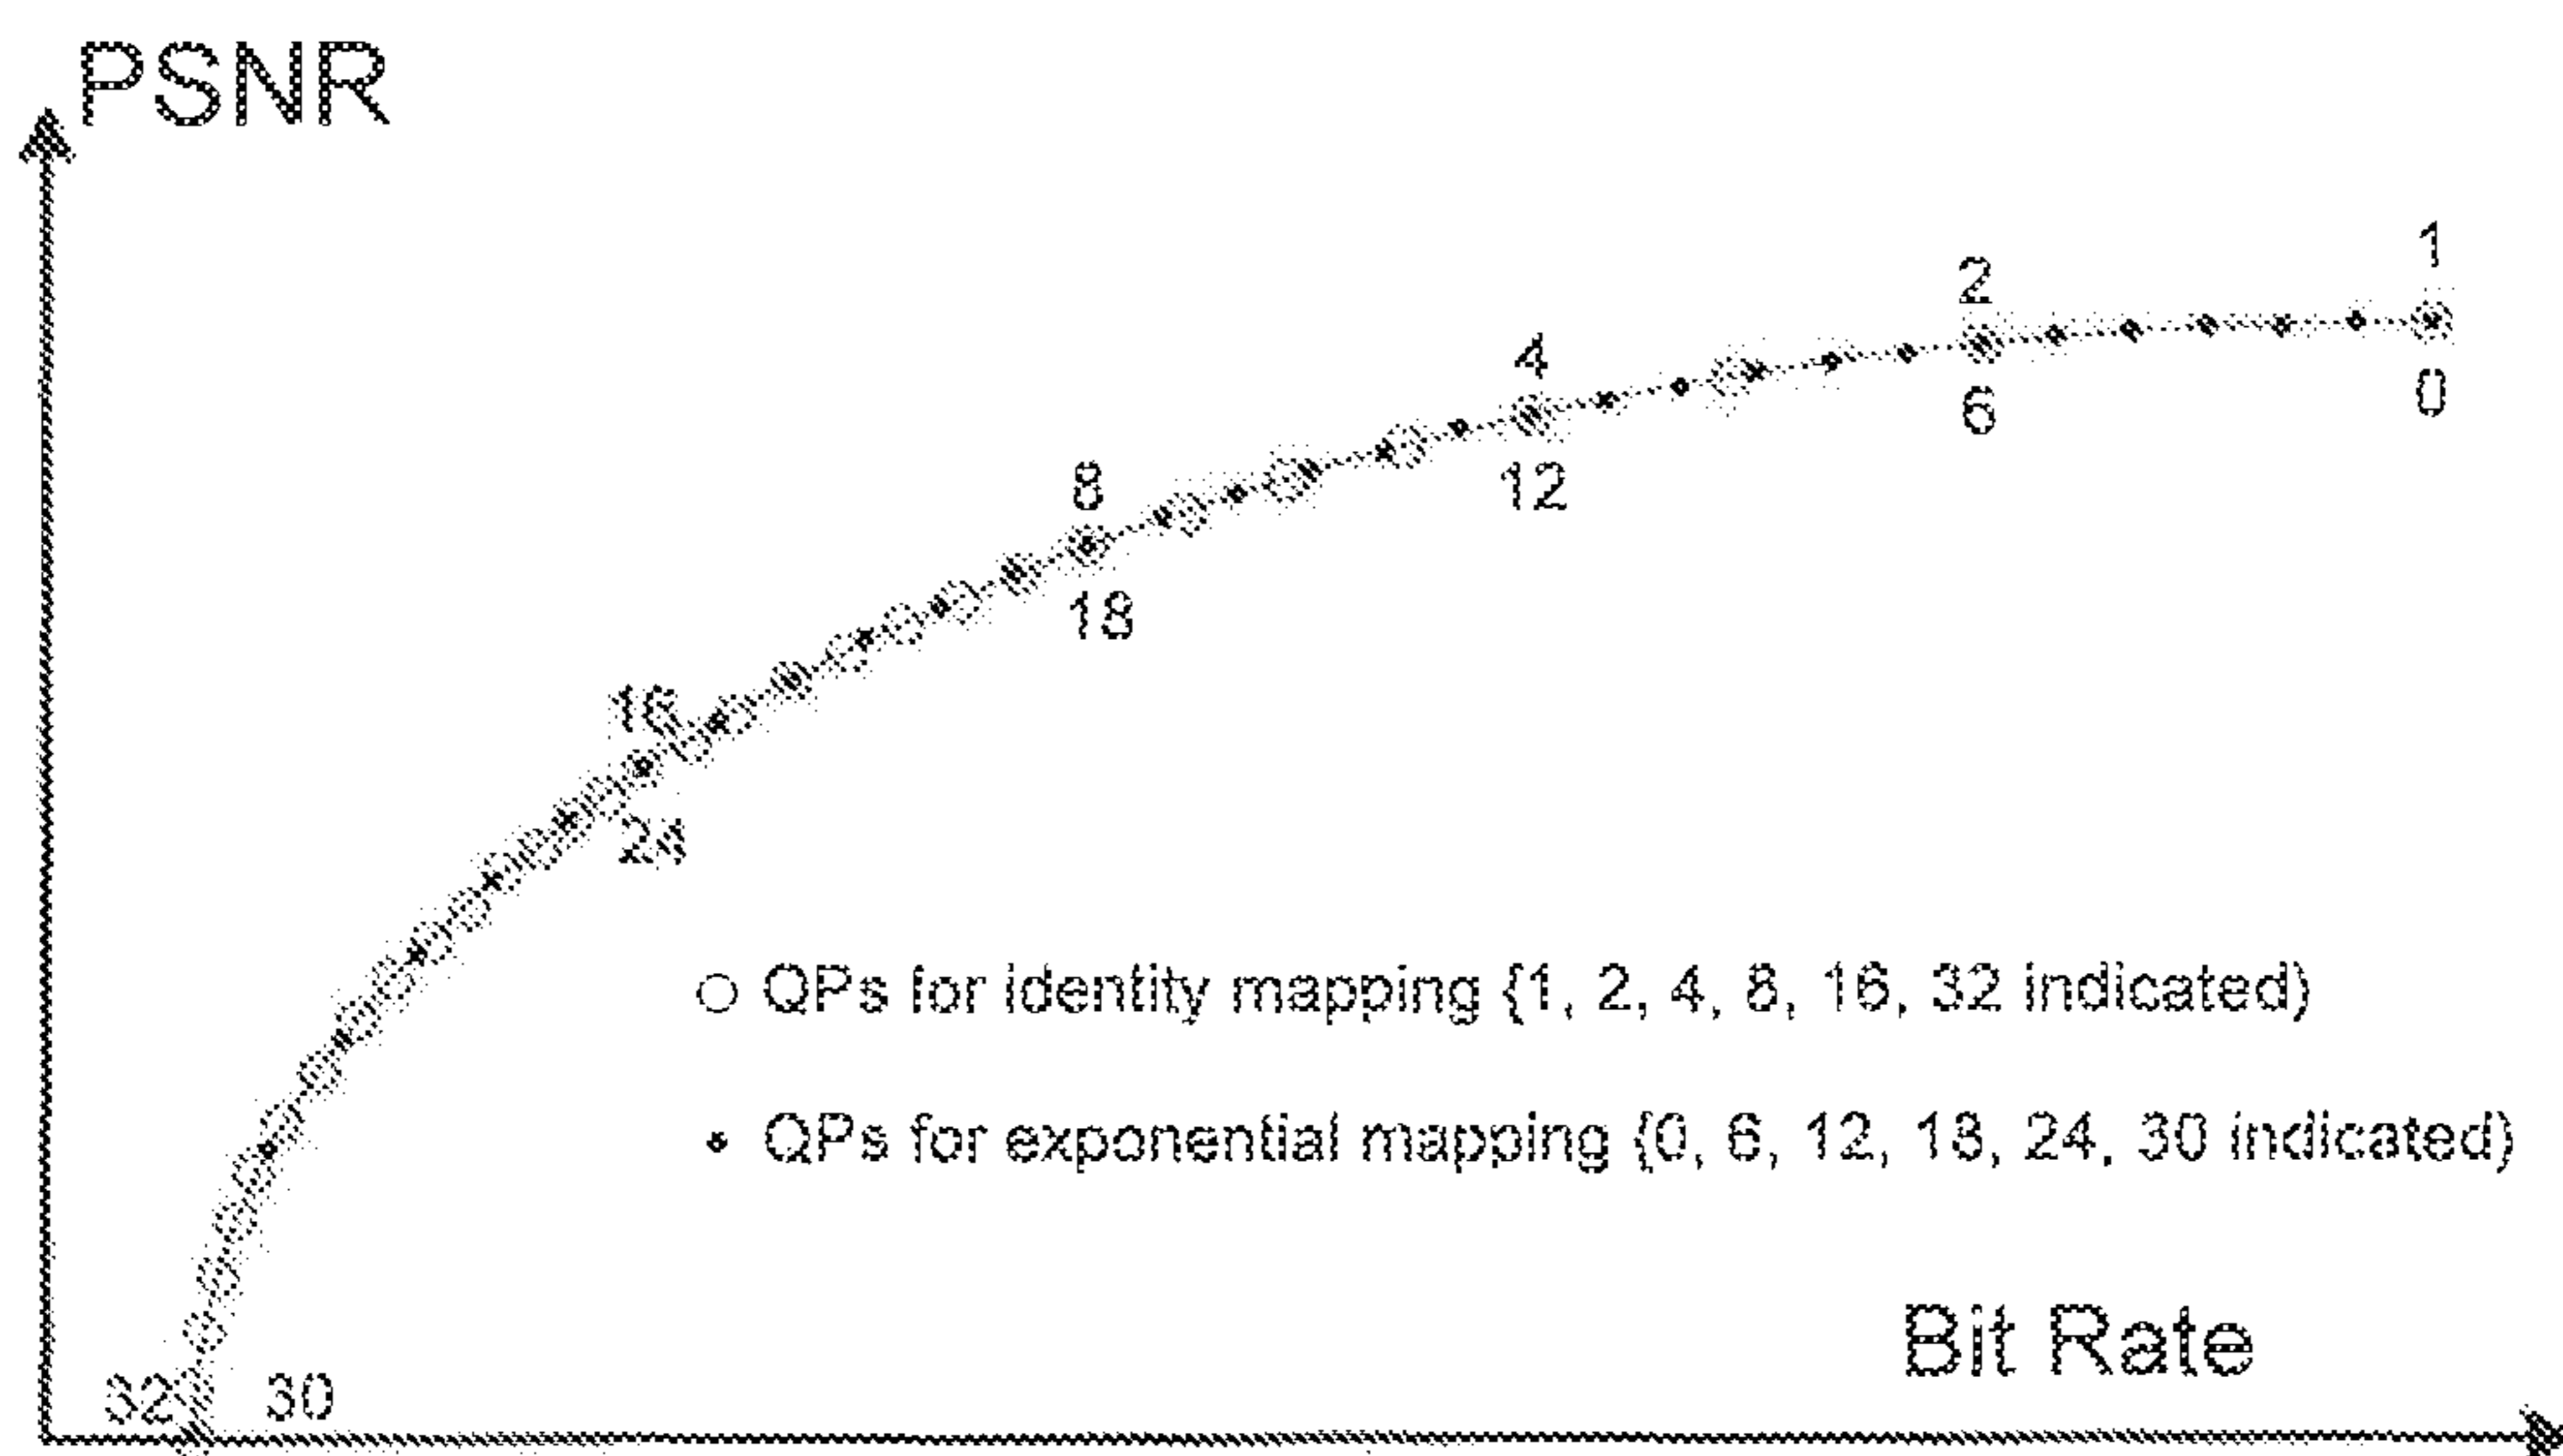 PSNR
1
2
4
0
6
8
12
18
16
24
○ QPs for identity mapping {1, 2, 4, 8, 16, 32 indicated)
• QPs for exponential mapping {0, 6, 12, 18, 24, 30 indicated)
Bit Rate
32 30